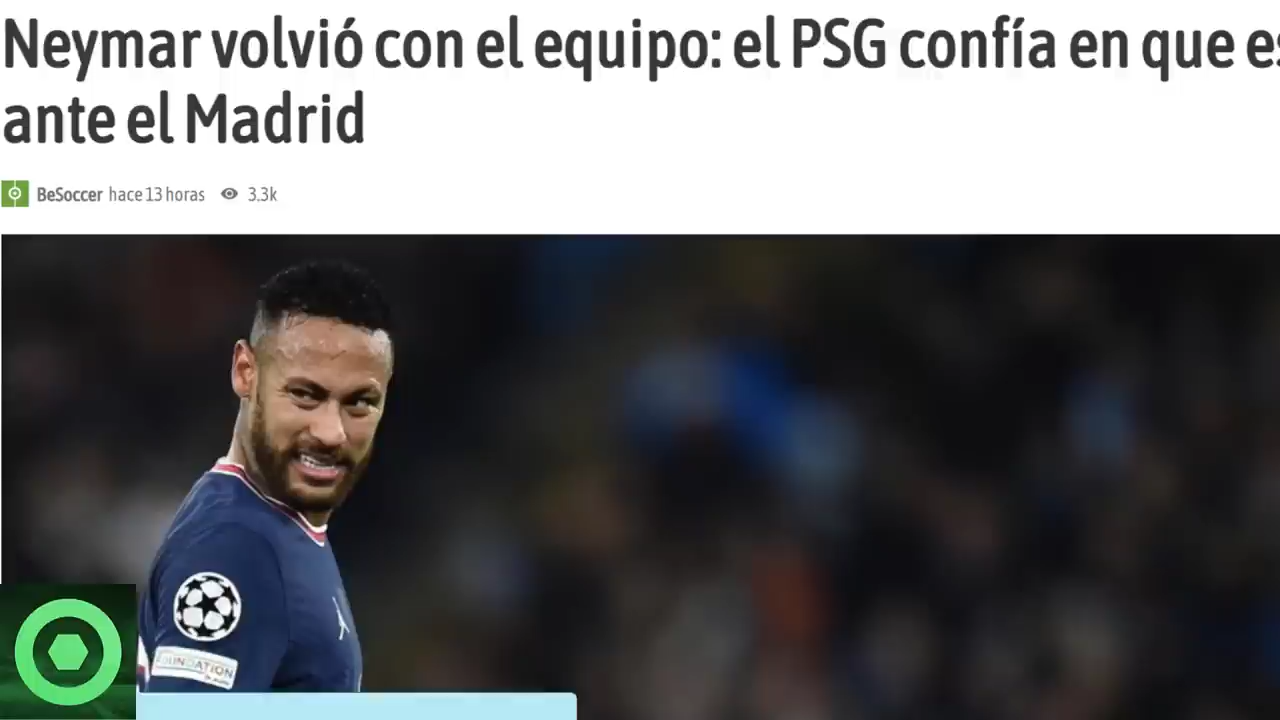 Neymar volvió con el equipo: el PSG confía en que
ante el Madrid
BeSoccer hace 13 horas 3.3k
FOUNDATION